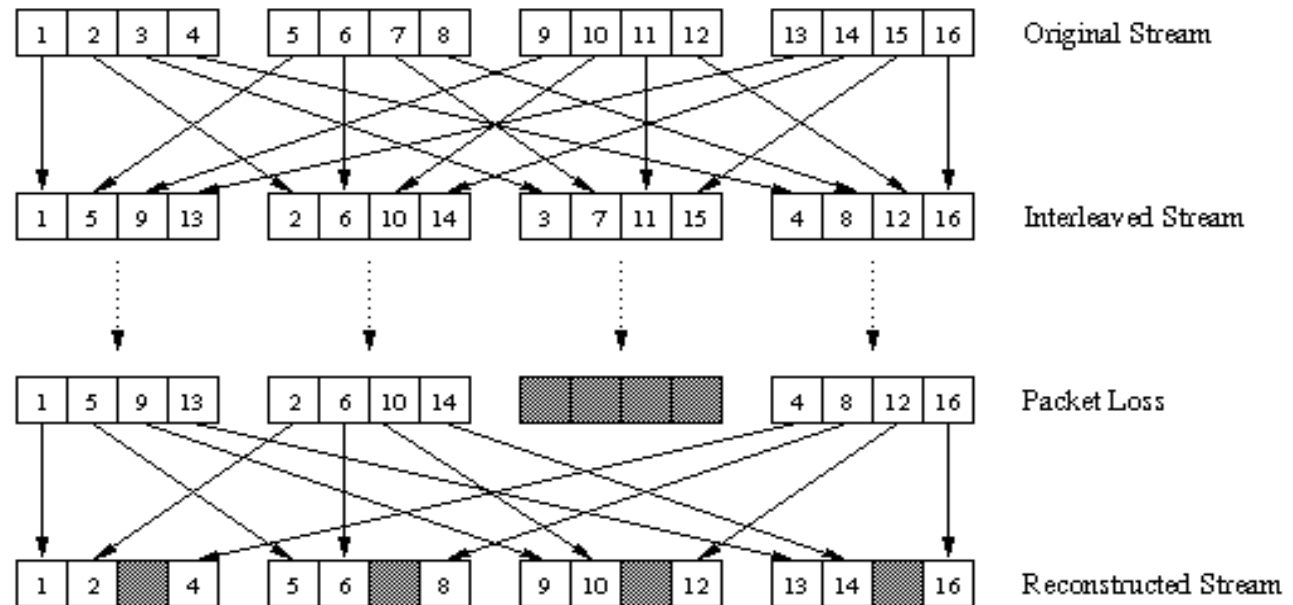 1 2 3 4 5 6 7 8 9 10 11 12 13 14 15 16 Original Stream
1 5 9 13 2 6 10 14 3 7 11 15 4 8 12 16 Interleaved Stream
1 5 9 13 2 6 10 14 4 8 12 16 Packet Loss
1 2 4 5 6 8 9 10 12 13 14 16 Reconstructed Stream